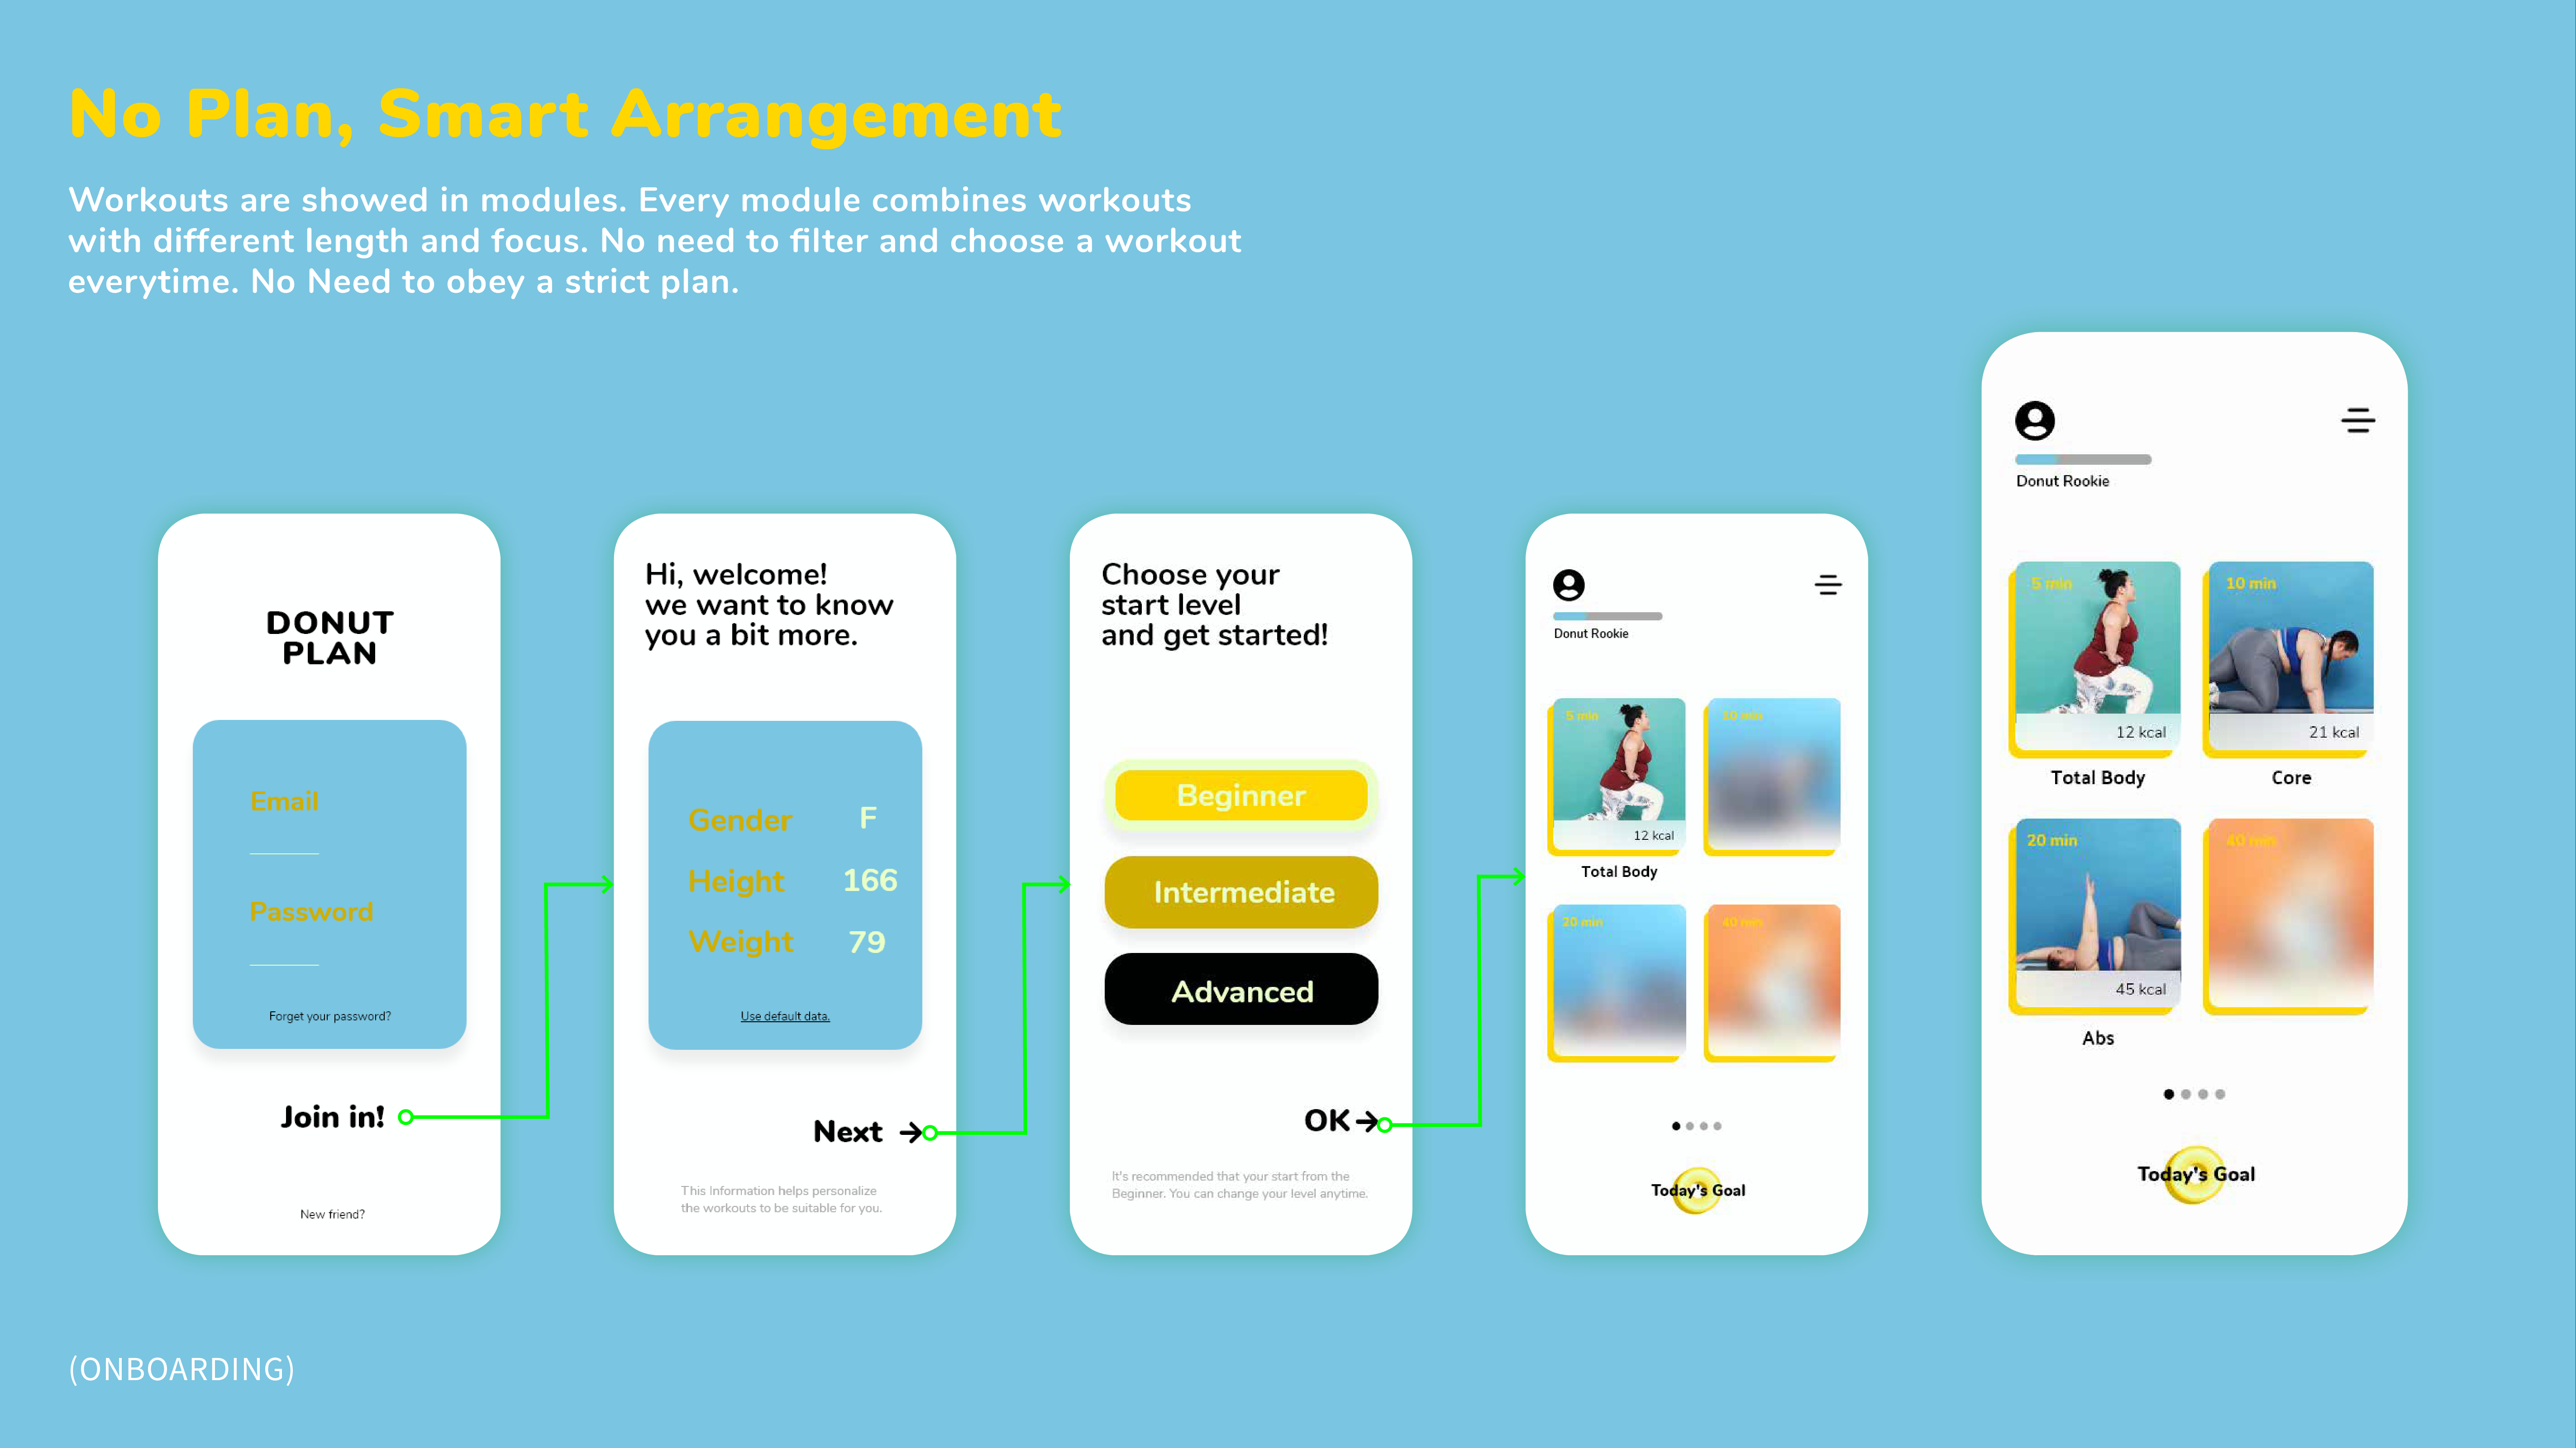 No Plan, Smart Arrangement
Workouts are showed in modules. Every module combines workouts
with different length and focus. No need to filter and choose a workout
everytime. No Need to obey a strict plan.
DONUT
PLAN
Email
Password
Forget your password?
Join in!
New friend?
Hi, welcome!
we want to know
you a bit more.
Gender F
Height 166
Weight 79
Use default data.
Next
This Information helps personalize
the workouts to be suitable for you.
Choose your
start level
and get started!
Beginner
Intermediate
Advanced
OK
It's recommended that your start from the
Beginner. You can change your level anytime.
Donut Rookie
5 min
10 min
12 kcal
Total Body
20 min
40 min
Today's Goal
Donut Rookie
5 min
10 min
12 kcal
21 kcal
Total Body
Core
20 min
40 min
45 kcal
Abs
Today's Goal
(ONBOARDING)